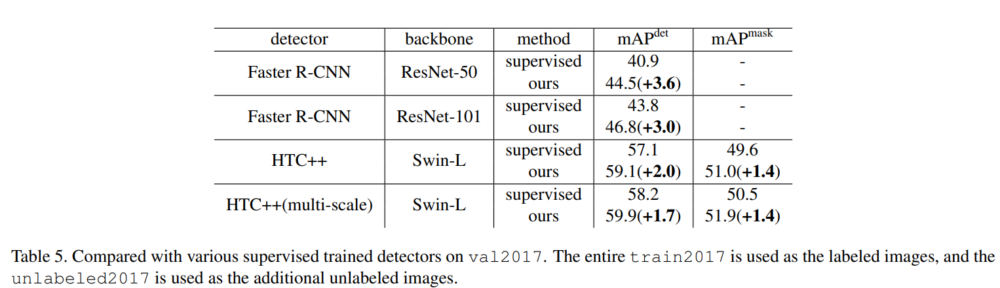 detector backbone method mAP^det mAP^mask
Faster R-CNN ResNet-50 supervised 40.9 -
ours 44.5(+3.6) -
Faster R-CNN ResNet-101 supervised 43.8 -
ours 46.8(+3.0) -
HTC++ Swin-L supervised 57.1 49.6
ours 59.1(+2.0) 51.0(+1.4)
HTC++(multi-scale) Swin-L supervised 58.2 50.5
ours 59.9(+1.7) 51.9(+1.4)
Table 5. Compared with various supervised trained detectors on val2017. The entire train2017 is used as the labeled images, and the
unlabeled2017 is used as the additional unlabeled images.